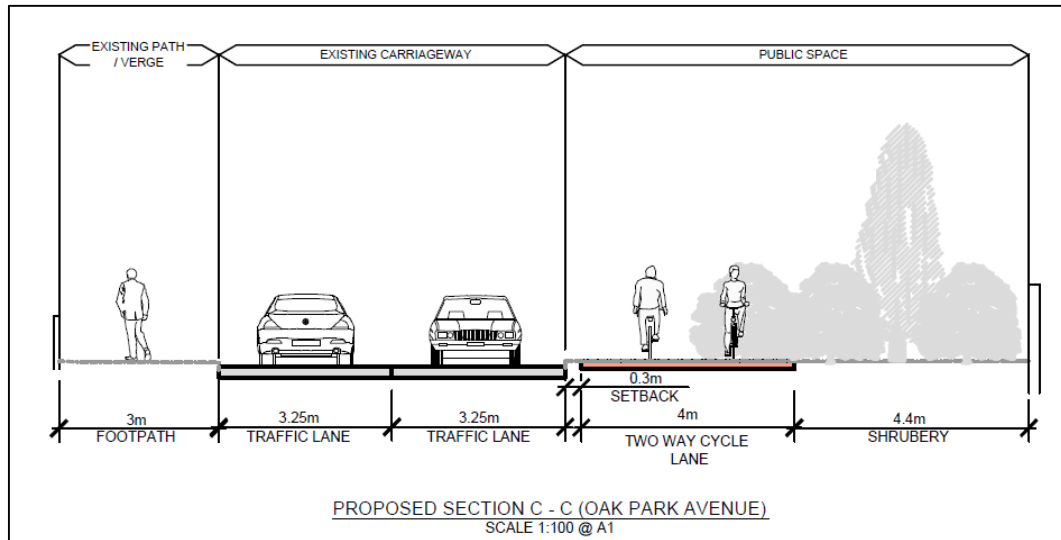 EXISTING PATH
/ VERGE
EXISTING CARRIAGEWAY
PUBLIC SPACE
0.3m
SETBACK
3m
FOOTPATH
3.25m
TRAFFIC LANE
3.25m
TRAFFIC LANE
4m
TWO WAY CYCLE
LANE
4.4m
SHRUBERY
PROPOSED SECTION C - C (OAK PARK AVENUE)
SCALE 1:100 @ A1